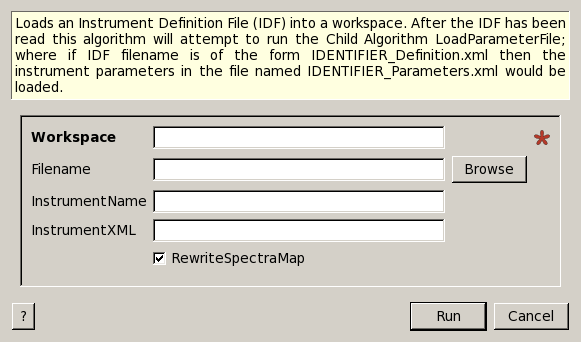 Loads an Instrument Definition File (IDF) into a workspace. After the IDF has been
read this algorithm will attempt to run the Child Algorithm LoadParameterFile;
where if IDF filename is of the form IDENTIFIER_Definition.xml then the
instrument parameters in the file named IDENTIFIER_Parameters.xml would be
loaded.
Workspace *
Filename Browse
InstrumentName
InstrumentXML
RewriteSpectraMap
? Run Cancel